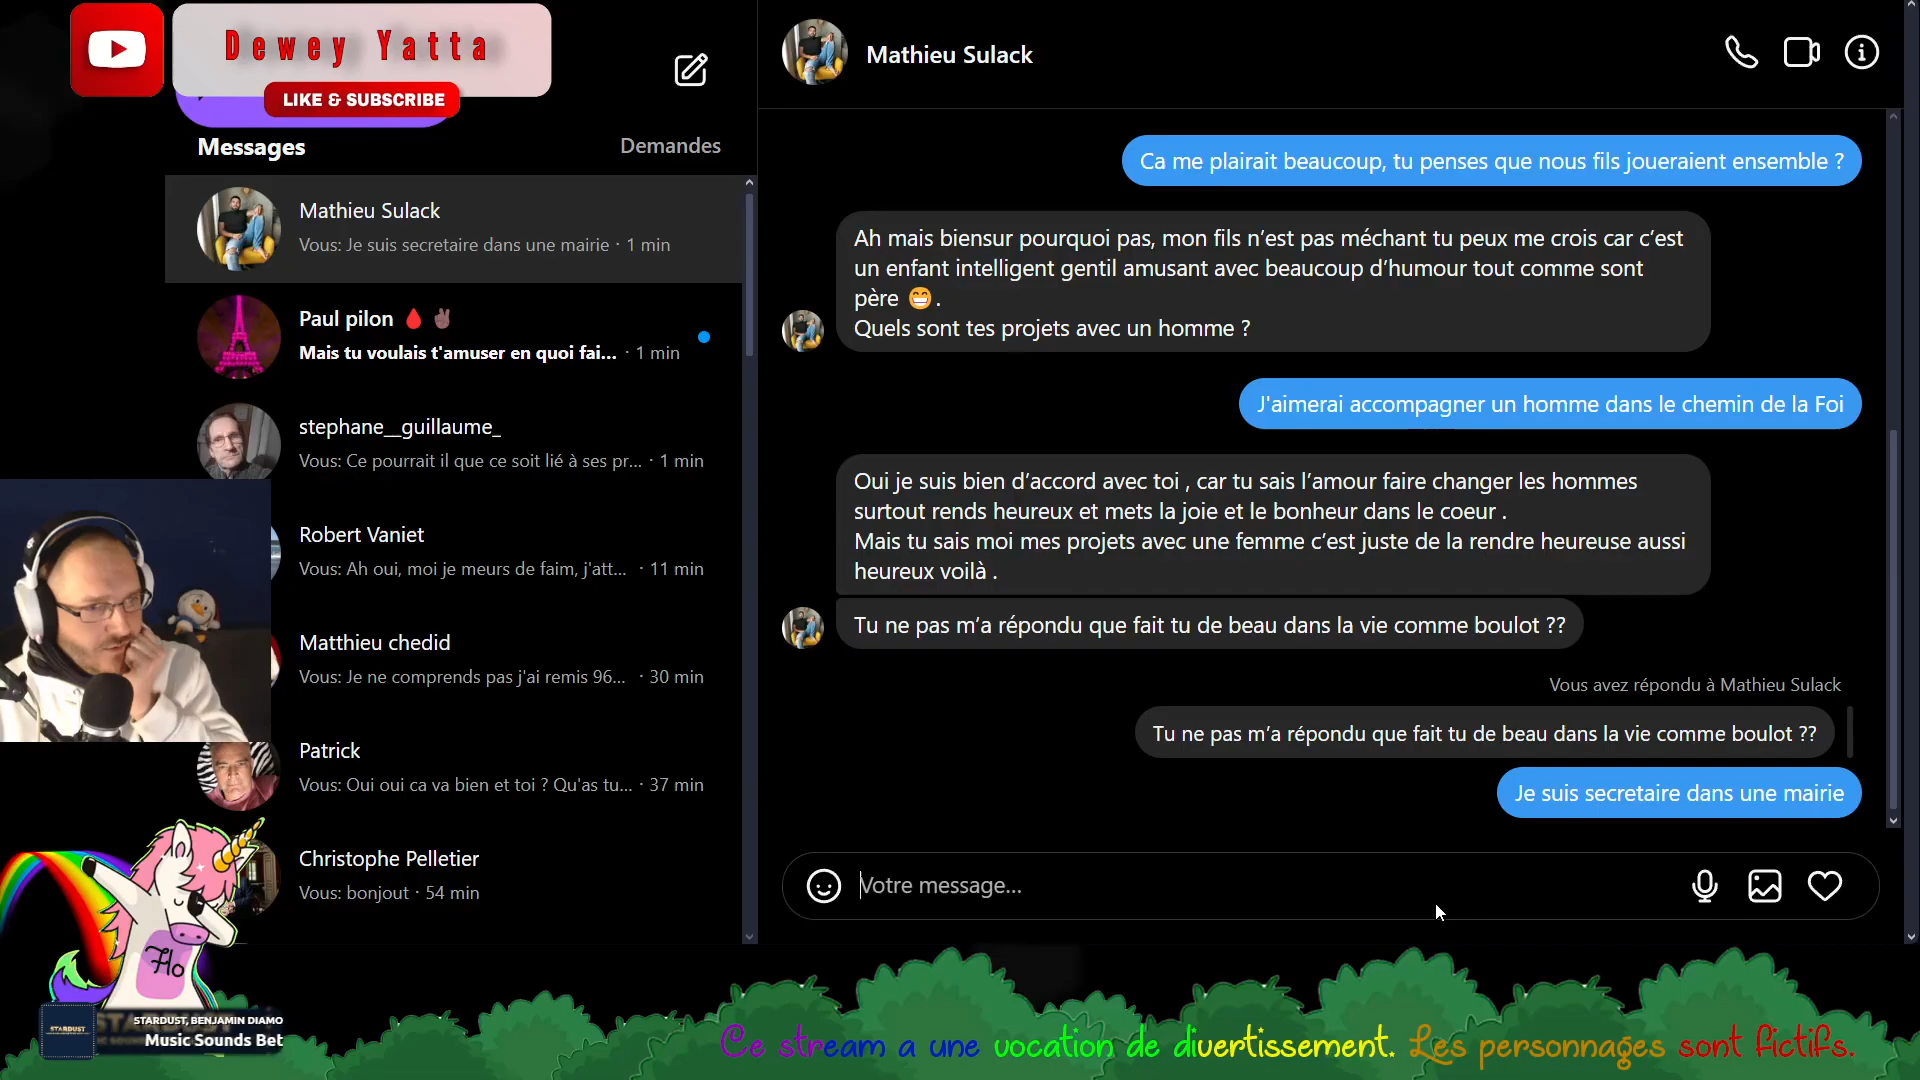 Dewey Yatta
LIKE & SUBSCRIBE
Messages
Demandes
Mathieu Sulack
Vous: Je suis secretaire dans une mairie · 1 min
Paul pilon 🩸 ✌🏿
Mais tu voulais t'amuser en quoi fai... · 1 min
stephane__guillaume_
Vous: Ce pourrait il que ce soit lié à ses pr... · 1 min
Robert Vaniet
Vous: Ah oui, moi je meurs de faim, j'att... · 11 min
Matthieu chedid
Vous: Je ne comprends pas j'ai remis 96... · 30 min
Patrick
Vous: Oui oui ca va bien et toi ? Qu'as tu... · 37 min
Christophe Pelletier
Vous: bonjout · 54 min
Mathieu Sulack
Ca me plairait beaucoup, tu penses que nous fils joueraient ensemble ?
Ah mais biensur pourquoi pas, mon fils n’est pas méchant tu peux me crois car c’est
un enfant intelligent gentil amusant avec beaucoup d’humour tout comme sont
père 😁 .
Quels sont tes projets avec un homme ?
J'aimerai accompagner un homme dans le chemin de la Foi
Oui je suis bien d’accord avec toi , car tu sais l’amour faire changer les hommes
surtout rends heureux et mets la joie et le bonheur dans le coeur .
Mais tu sais moi mes projets avec une femme c’est juste de la rendre heureuse aussi
heureux voilà .
Tu ne pas m’a répondu que fait tu de beau dans la vie comme boulot ??
Vous avez répondu à Mathieu Sulack
Tu ne pas m’a répondu que fait tu de beau dans la vie comme boulot ??
Je suis secretaire dans une mairie
Votre message...
Flo
STARDUST
STARDUST, BENJAMIN DIAMO
Music Sounds Bet
Ce stream a une vocation de divertissement. Les personnages sont fictifs.